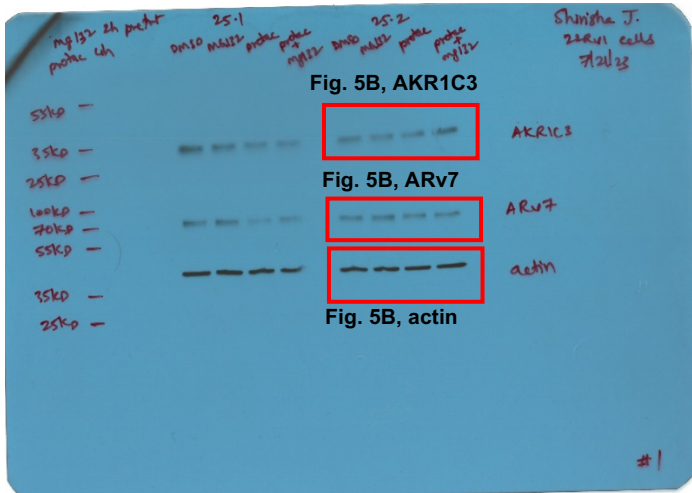 mg132 2h pretrt
protac 4h
25.1
DMSO MG132 protac protac + mg132
25.2
DMSO MG132 protac protac + mg132
Shirisha J.
22RV1 cells
7/21/23
Fig. 5B, AKR1C3
55kD
35kD
25kD
AKR1C3
Fig. 5B, ARv7
100kD
70kD
55kD
ARv7
actin
35kD
25kD
Fig. 5B, actin
#1